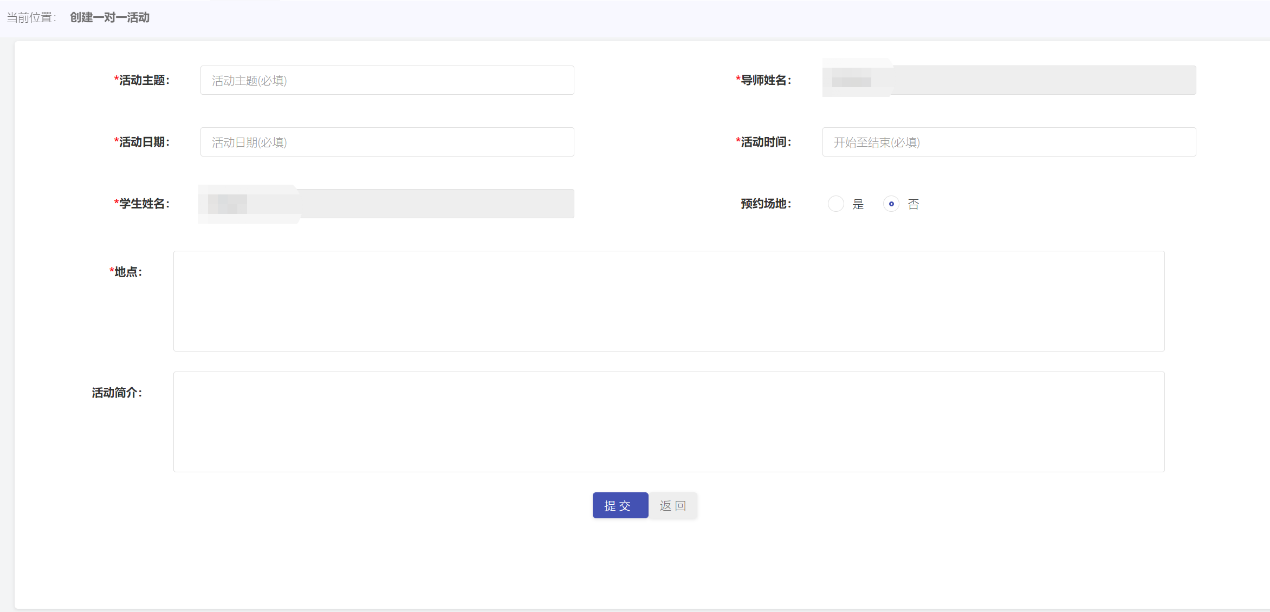 当前位置： 创建一对一活动
*活动主题： 活动主题(必填) *导师姓名：
*活动日期： 活动日期(必填) *活动时间： 开始至结束(必填)
*学生姓名： 预约场地： 是 否
*地点：
活动简介：
提 交 返 回